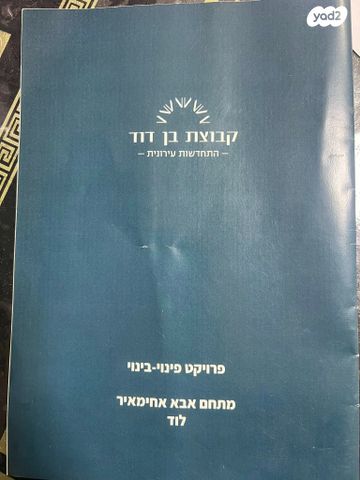 yad2
קבוצת בן דוד
– התחדשות עירונית –
פרויקט פינוי-בינוי
מתחם אבא אחימאיר
לוד